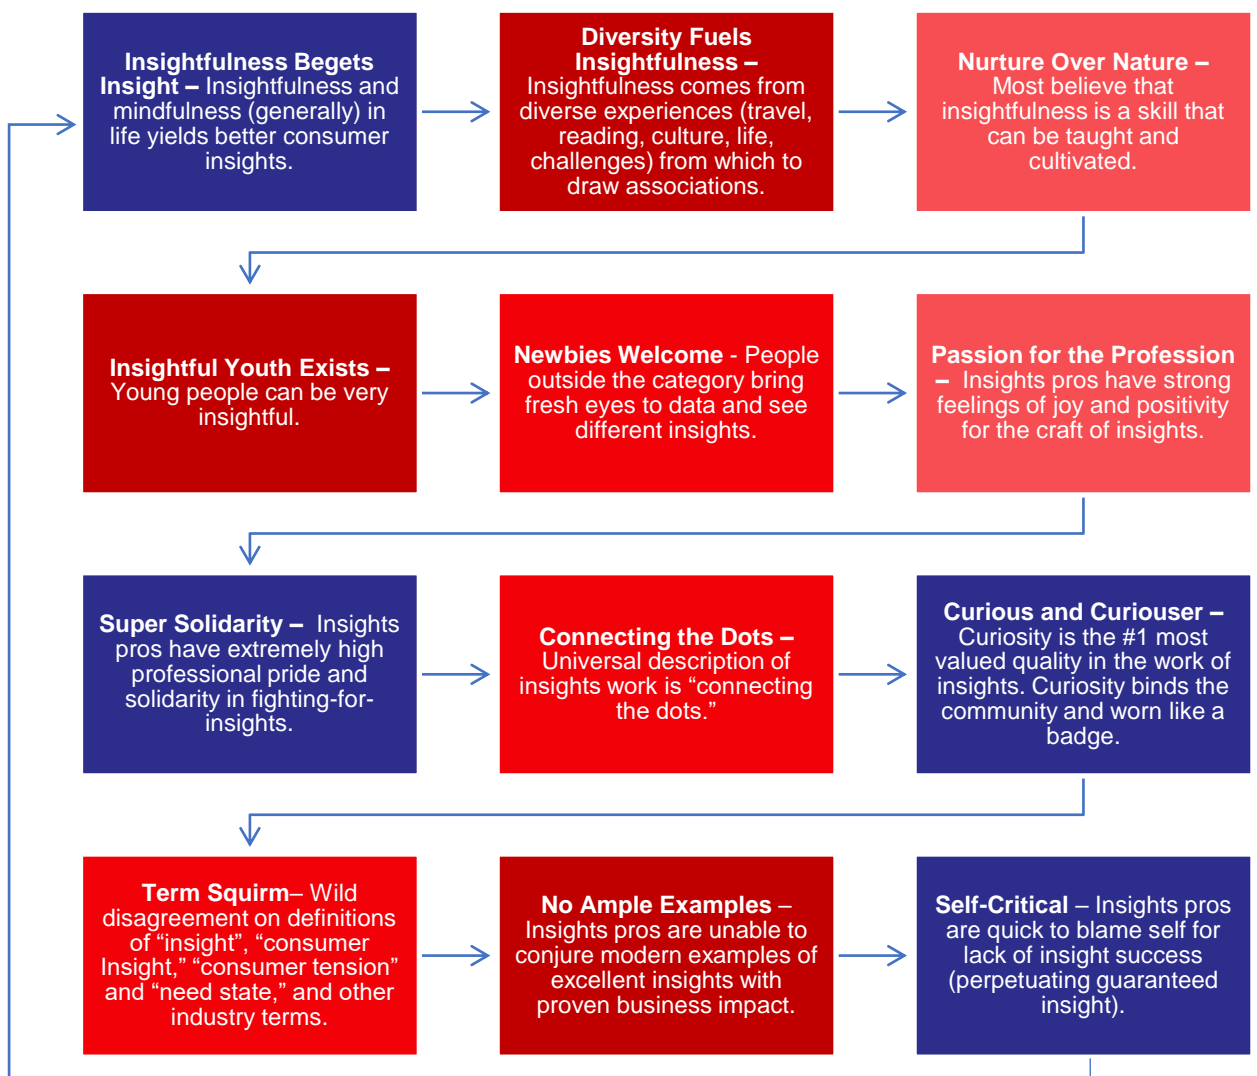 Insightfulness Begets
Insight – Insightfulness and
mindfulness (generally) in
life yields better consumer
insights.
Diversity Fuels
Insightfulness –
Insightfulness comes from
diverse experiences (travel,
reading, culture, life,
challenges) from which to
draw associations.
Nurture Over Nature –
Most believe that
insightfulness is a skill that
can be taught and
cultivated.
Insightful Youth Exists –
Young people can be very
insightful.
Newbies Welcome - People
outside the category bring
fresh eyes to data and see
different insights.
Passion for the Profession
– Insights pros have strong
feelings of joy and positivity
for the craft of insights.
Super Solidarity – Insights
pros have extremely high
professional pride and
solidarity in fighting-for-
insights.
Connecting the Dots –
Universal description of
insights work is “connecting
the dots.”
Curious and Curiouser –
Curiosity is the #1 most
valued quality in the work of
insights. Curiosity binds the
community and worn like a
badge.
Term Squirm– Wild
disagreement on definitions
of “insight”, “consumer
Insight,” “consumer tension”
and “need state,” and other
industry terms.
No Ample Examples –
Insights pros are unable to
conjure modern examples of
excellent insights with
proven business impact.
Self-Critical – Insights pros
are quick to blame self for
lack of insight success
(perpetuating guaranteed
insight).